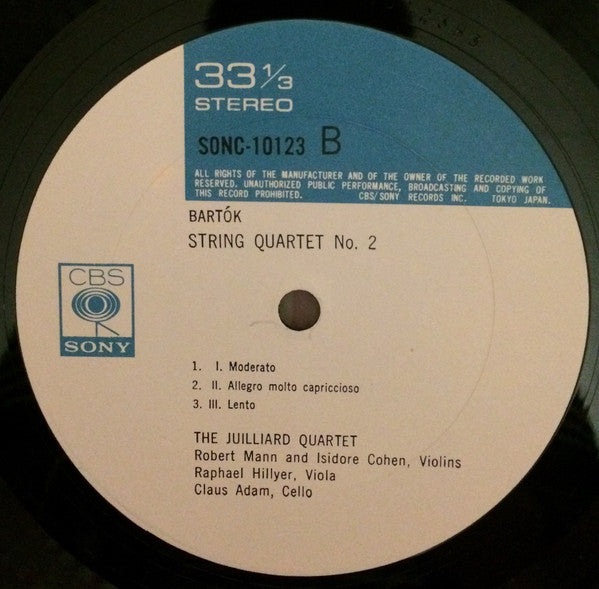 33 1/3
STEREO
SONC-10123 B
ALL RIGHTS OF THE MANUFACTURER AND OF THE OWNER OF THE RECORDED WORK
RESERVED. UNAUTHORIZED PUBLIC PERFORMANCE, BROADCASTING AND COPYING OF
THIS RECORD PROHIBITED. CBS/SONY RECORDS INC. TOKYO JAPAN.
BARTÓK
STRING QUARTET No. 2
CBS
SONY
1. I. Moderato
2. II. Allegro molto capriccioso
3. III. Lento
THE JUILLIARD QUARTET
Robert Mann and Isidore Cohen, Violins
Raphael Hillyer, Viola
Claus Adam, Cello